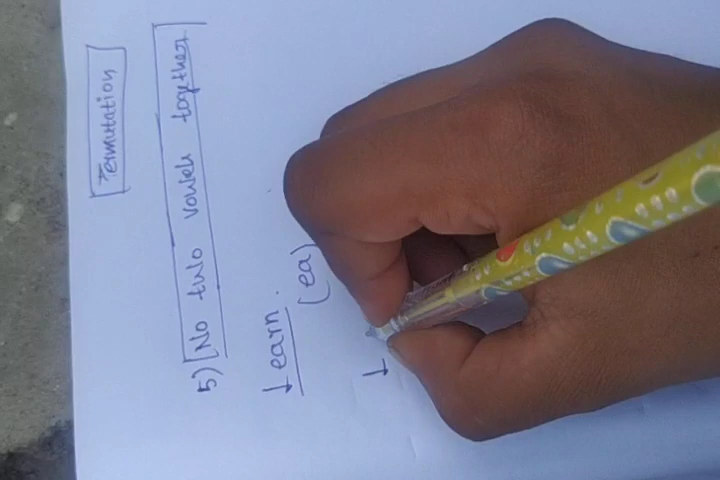 Permutation
5) No two vowels together
Learn.
(ea)
L